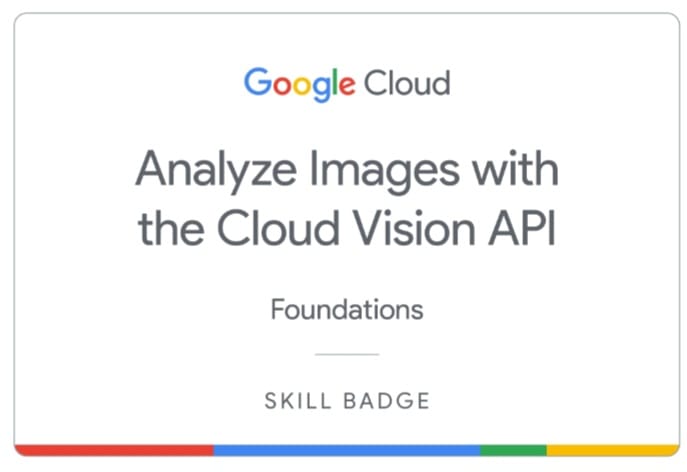 Google Cloud
Analyze Images with
the Cloud Vision API
Foundations
SKILL BADGE